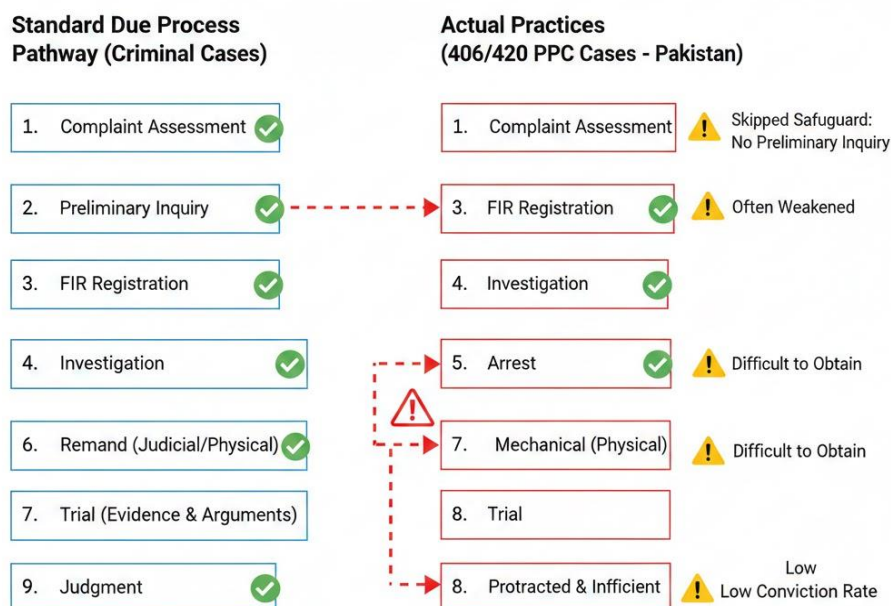 Standard Due Process
Pathway (Criminal Cases)
1. Complaint Assessment
2. Preliminary Inquiry
3. FIR Registration
4. Investigation
6. Remand (Judicial/Physical)
7. Trial (Evidence & Arguments)
9. Judgment
Actual Practices
(406/420 PPC Cases - Pakistan)
1. Complaint Assessment
Skipped Safuguard:
No Preliminary Inquiry
3. FIR Registration
Often Weakened
4. Investigation
5. Arrest
Difficult to Obtain
7. Mechanical (Physical)
Difficult to Obtain
8. Trial
8. Protracted & Infficient
Low
Low Conviction Rate